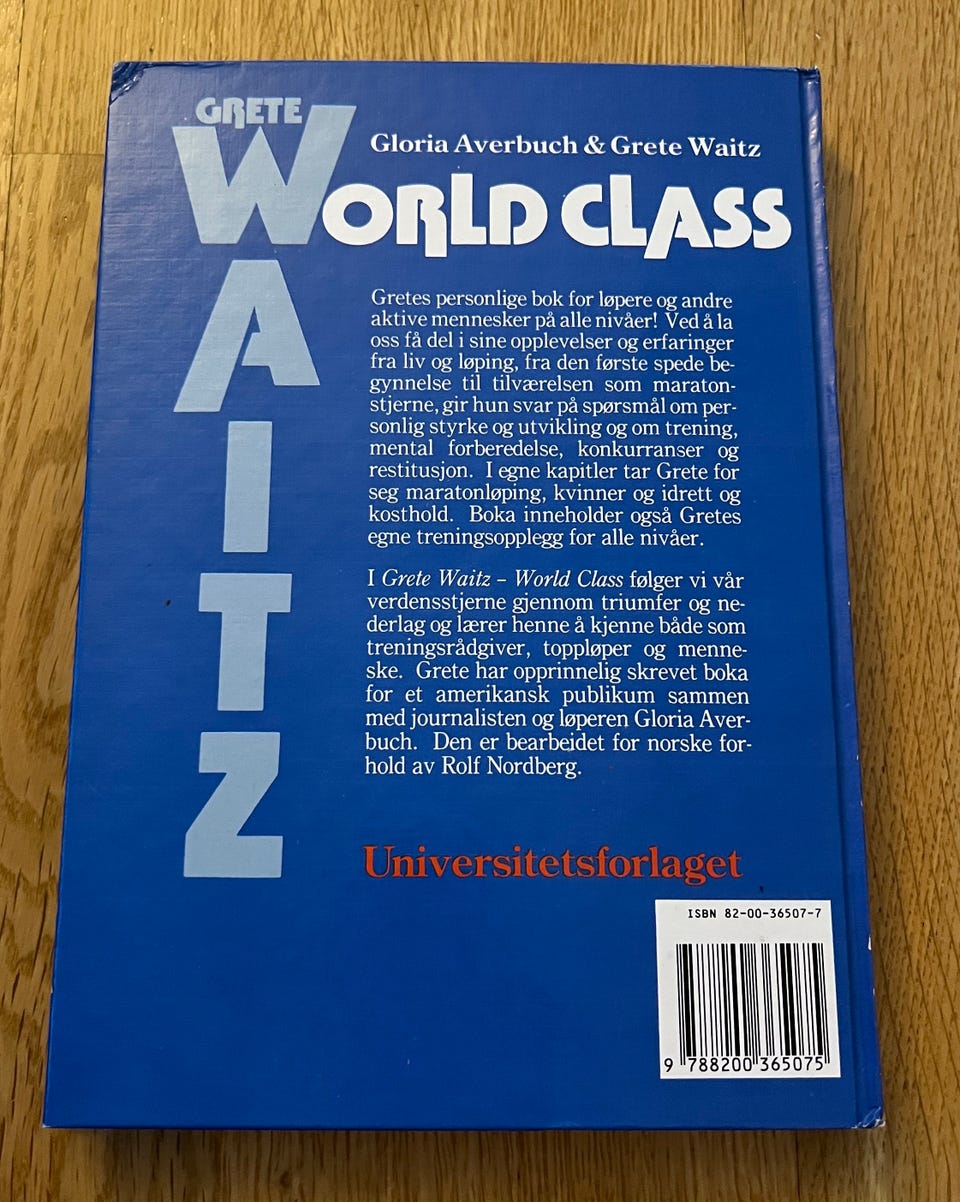 GRETE
WAITZ
Gloria Averbuch & Grete Waitz
WORLD CLASS
Gretes personlige bok for løpere og andre
aktive mennesker på alle nivåer! Ved å la
oss få del i sine opplevelser og erfaringer
fra liv og løping, fra den første spede be-
gynnelse til tilværelsen som maraton-
stjerne, gir hun svar på spørsmål om per-
sonlig styrke og utvikling og om trening,
mental forberedelse, konkurranser og
restitusjon. I egne kapitler tar Grete for
seg maratonløping, kvinner og idrett og
kosthold. Boka inneholder også Gretes
egne treningsopplegg for alle nivåer.
I Grete Waitz – World Class følger vi vår
verdensstjerne gjennom triumfer og ne-
derlag og lærer henne å kjenne både som
treningsrådgiver, toppløper og menne-
ske. Grete har opprinnelig skrevet boka
for et amerikansk publikum sammen
med journalisten og løperen Gloria Aver-
buch. Den er bearbeidet for norske for-
hold av Rolf Nordberg.
Universitetsforlaget
ISBN 82-00-36507-7
9 788200 365075